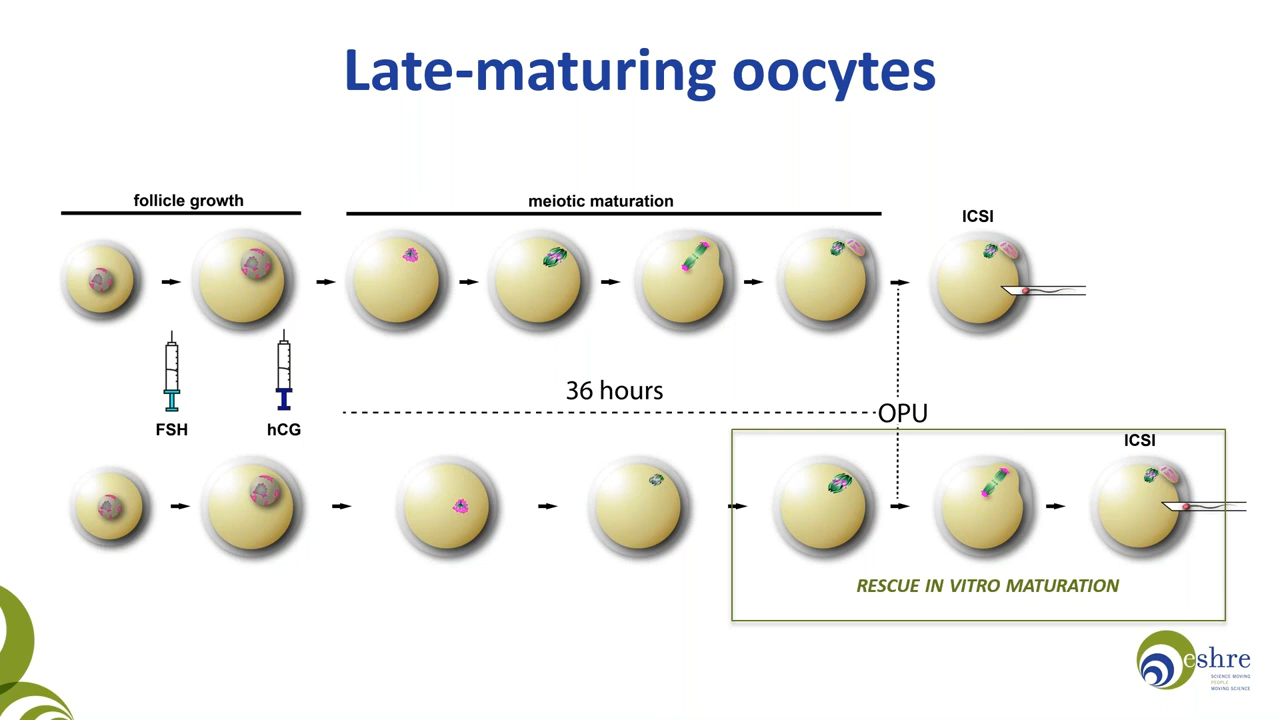 Late-maturing oocytes
follicle growth
meiotic maturation
ICSI
36 hours
OPU
FSH
hCG
ICSI
RESCUE IN VITRO MATURATION
eshre
SCIENCE MOVING
PEOPLE
MOVING SCIENCE